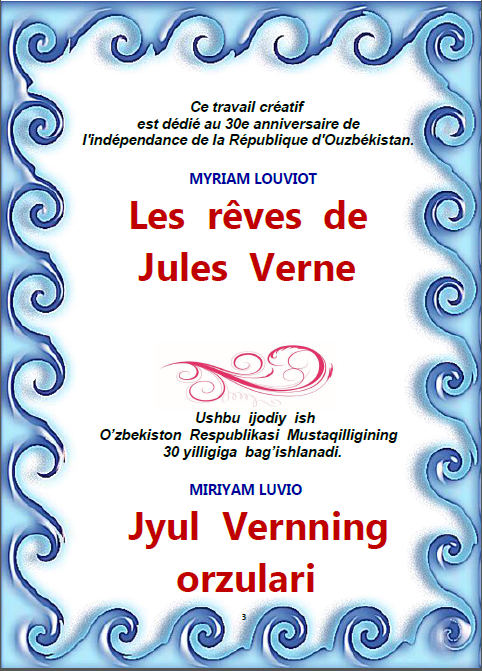 Ce travail créatif
est dédié au 30e anniversaire de
l'indépendance de la République d'Ouzbékistan.
MYRIAM LOUVIOT
Les rêves de
Jules Verne
Ushbu ijodiy ish
O’zbekiston Respublikasi Mustaqilligining
30 yilligiga bag’ishlanadi.
MIRIYAM LUVIO
Jyul Vernning
orzulari
3